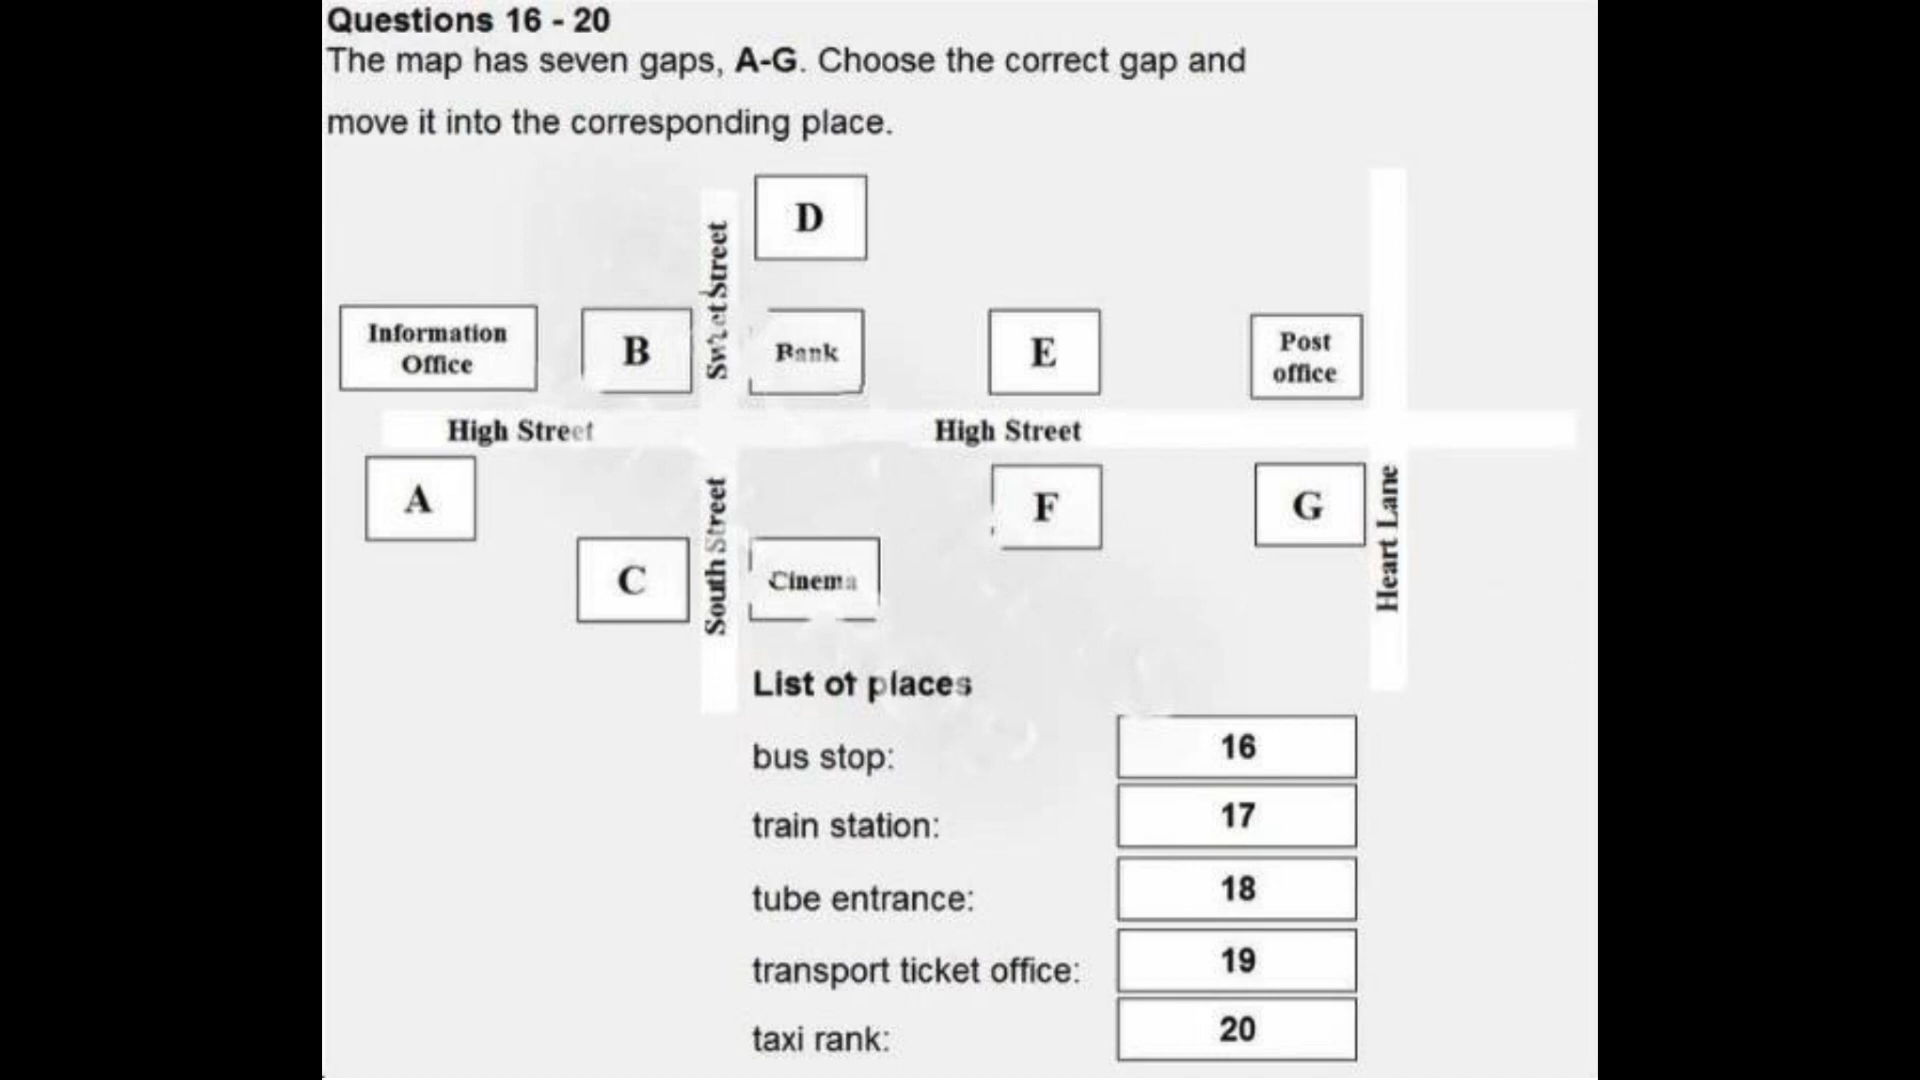 Questions 16 - 20
The map has seven gaps, A-G. Choose the correct gap and
move it into the corresponding place.
D
Sweet Street
Information
Office
B
Bank
E
Post
office
High Street
High Street
A
F
G
Heart Lane
South Street
C
Cinema
List of places
bus stop:
16
train station:
17
tube entrance:
18
transport ticket office:
19
taxi rank:
20